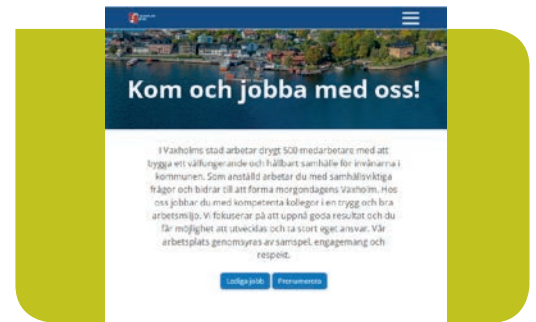 Kom och jobba med oss!
I Vaxholms stad arbetar drygt 500 medarbetare med att
bygga ett välfungerande och hållbart samhälle för invånarna i
kommunen. Som anställd arbetar du med samhällsviktiga
frågor och bidrar till att forma morgondagens Vaxholm. Hos
oss jobbar du med kompetenta kollegor i en trygg och bra
arbetsmiljö. Vi fokuserar på att uppnå goda resultat och du
får möjlighet att utvecklas och ta stort eget ansvar. Vår
arbetsplats genomsyras av samspel, engagemang och
respekt.
Lediga jobb Prenumerera